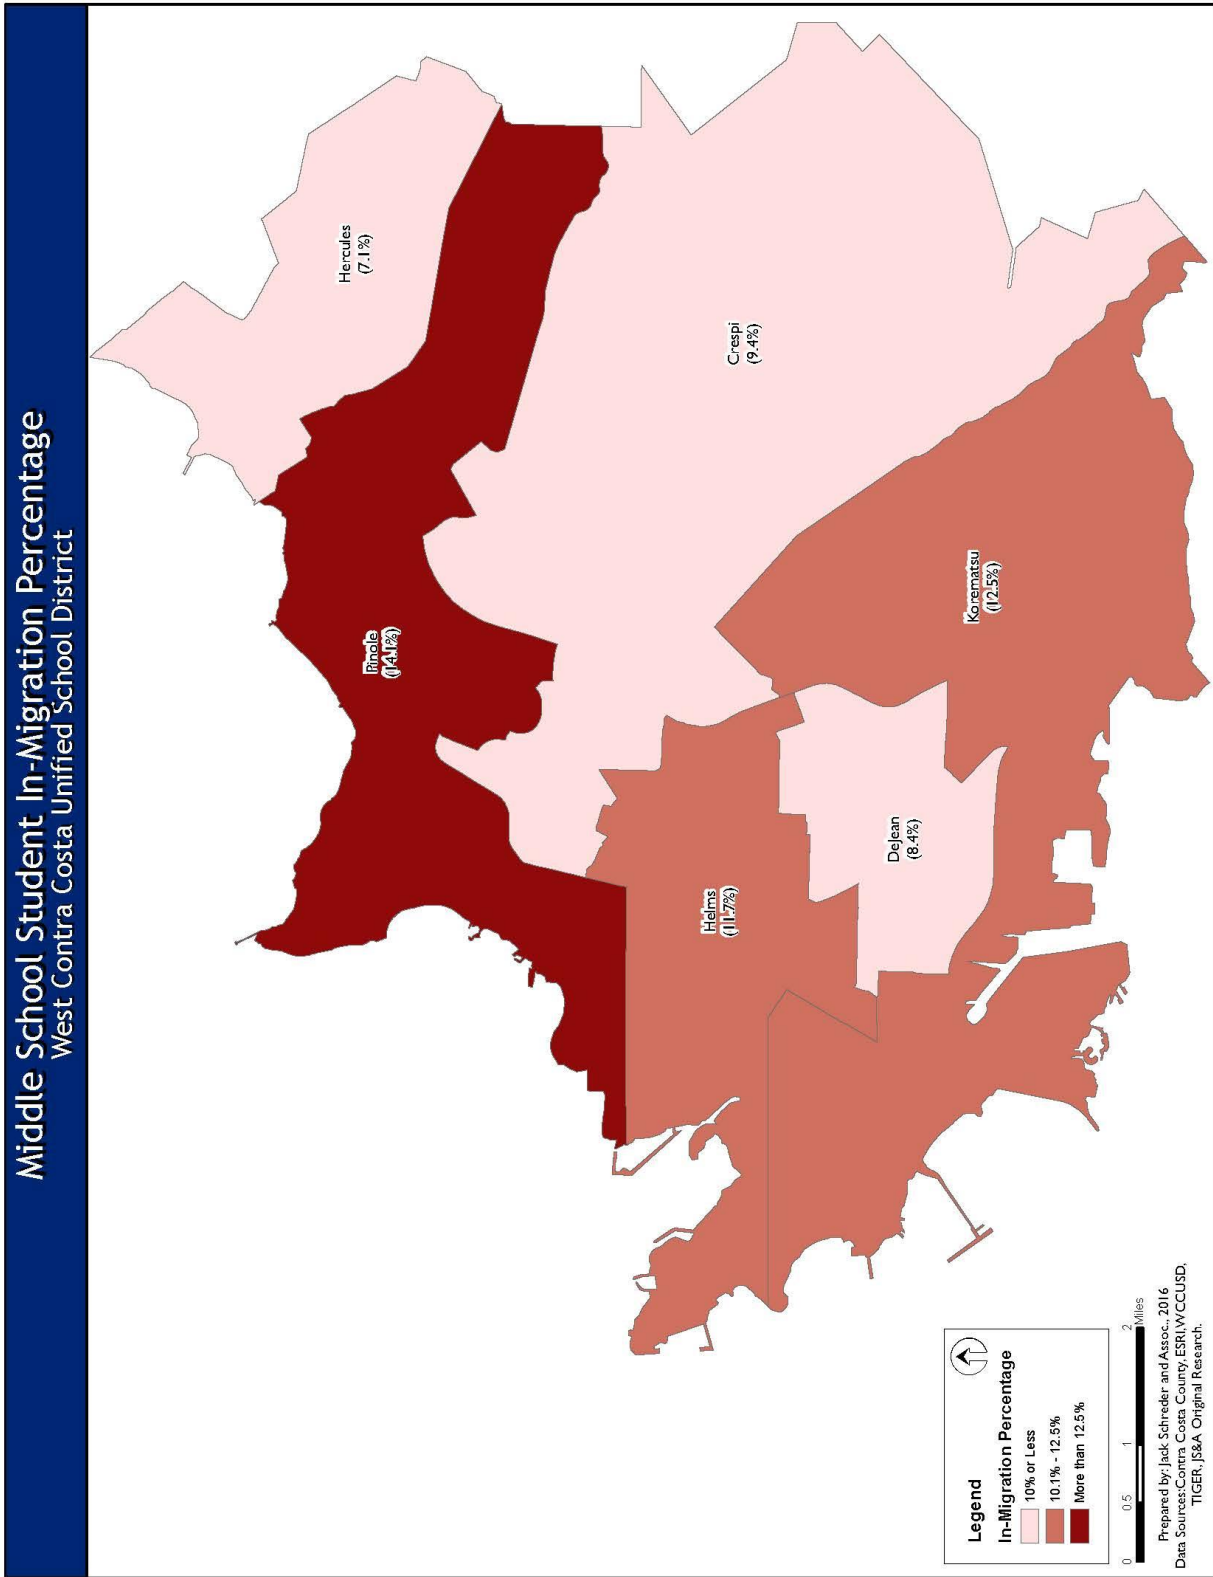 Middle School Student In-Migration Percentage
West Contra Costa Unified School District
Hercules
(7.1%)
Pinole
(14.1%)
Crespi
(9.4%)
Korematsu
(12.5%)
Helms
(11.7%)
DeJean
(8.4%)
Legend
In-Migration Percentage
10% or Less
10.1% - 12.5%
More than 12.5%
0 0.5 1 2
Miles
Prepared by: Jack Schreder and Assoc., 2016
Data Sources:Contra Costa County, ESRI,WCCUSD,
TIGER, JS&A Original Research.